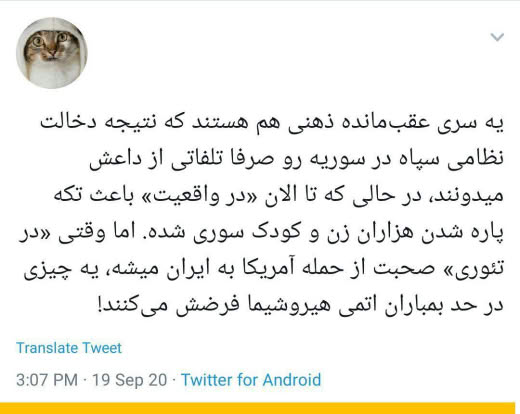 یه سری عقب‌مانده ذهنی هم هستند که نتیجه دخالت
نظامی سپاه در سوریه رو صرفا تلفاتی از داعش
میدونند، در حالی که تا الان «در واقعیت» باعث تکه
پاره شدن هزاران زن و کودک سوری شده. اما وقتی «در
تئوری» صحبت از حمله آمریکا به ایران میشه، یه چیزی
در حد بمباران اتمی هیروشیما فرضش می‌کنند!
Translate Tweet
3:07 PM · 19 Sep 20 · Twitter for Android